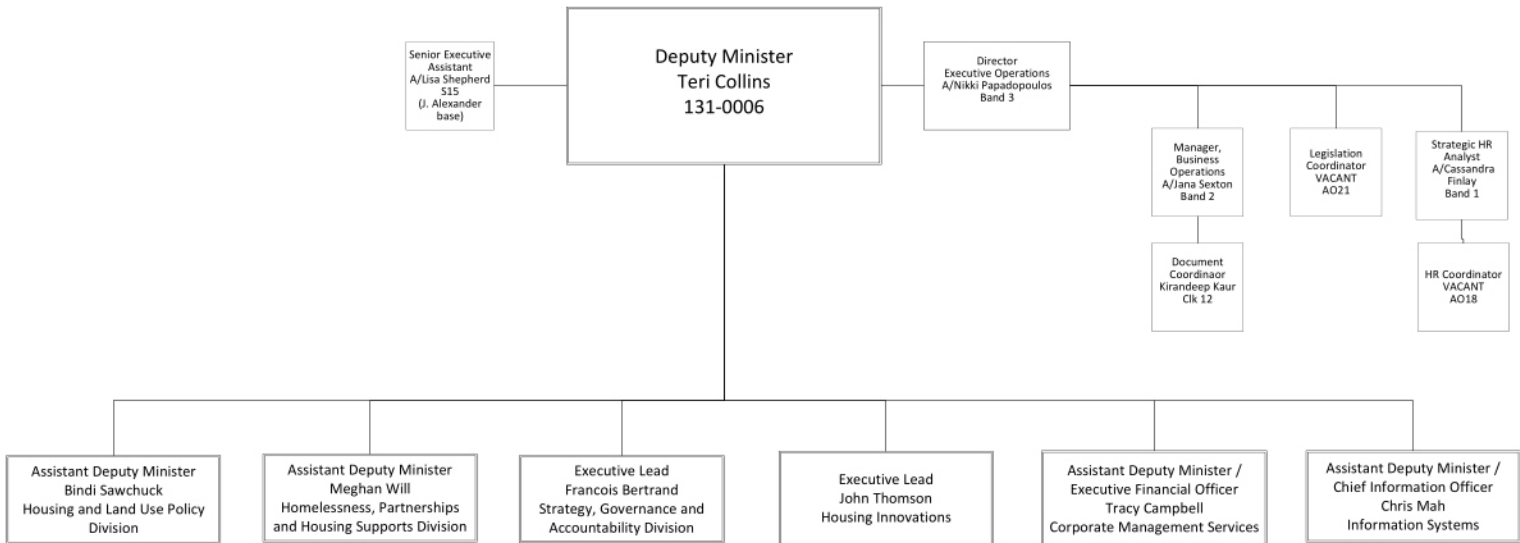 Senior Executive
Assistant
A/Lisa Shepherd
S15
(J. Alexander
base)
Deputy Minister
Teri Collins
131-0006
Director
Executive Operations
A/Nikki Papadopoulos
Band 3
Manager,
Business
Operations
A/Jana Sexton
Band 2
Legislation
Coordinator
VACANT
AO21
Strategic HR
Analyst
A/Cassandra
Finlay
Band 1
Document
Coordinaor
Kirandeep Kaur
Clk 12
HR Coordinator
VACANT
AO18
Assistant Deputy Minister
Bindi Sawchuck
Housing and Land Use Policy
Division
Assistant Deputy Minister
Meghan Will
Homelessness, Partnerships
and Housing Supports Division
Executive Lead
Francois Bertrand
Strategy, Governance and
Accountability Division
Executive Lead
John Thomson
Housing Innovations
Assistant Deputy Minister /
Executive Financial Officer
Tracy Campbell
Corporate Management Services
Assistant Deputy Minister /
Chief Information Officer
Chris Mah
Information Systems